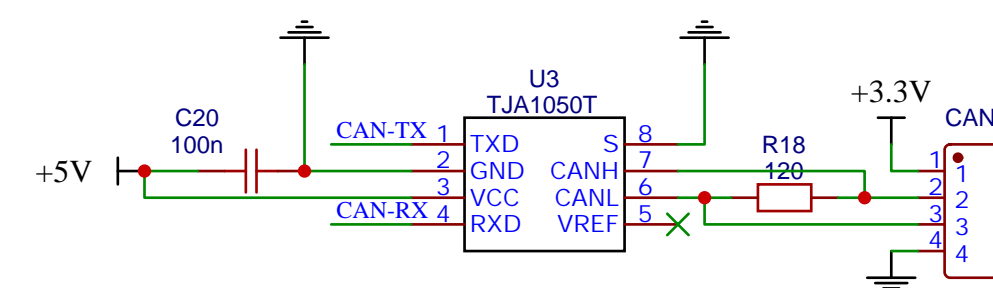 U3
TJA1050T
+3.3V
C20
100n
CAN
CAN-TX 1 TXD S 8
R18
120
+5V
2 GND CANH 7
1 1
3 VCC CANL 6
2 2
CAN-RX 4 RXD VREF 5
3 3
4 4